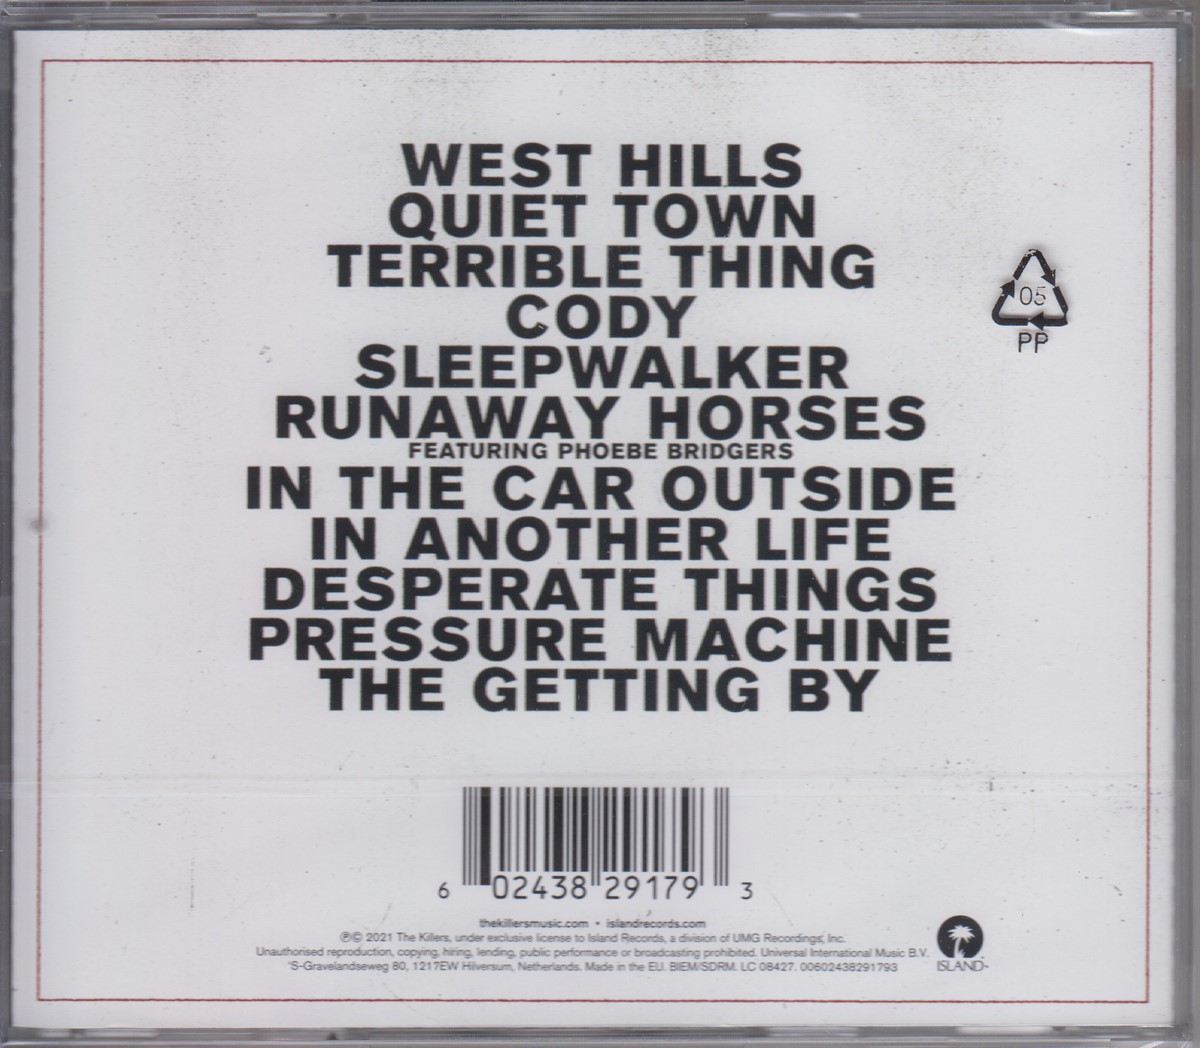 WEST HILLS
QUIET TOWN
TERRIBLE THING
CODY
SLEEPWALKER
RUNAWAY HORSES
FEATURING PHOEBE BRIDGERS
IN THE CAR OUTSIDE
IN ANOTHER LIFE
DESPERATE THINGS
PRESSURE MACHINE
THE GETTING BY
05
PP
6 02438 29179 3
thekillersmusic.com • islandrecords.com
℗© 2021 The Killers, under exclusive license to Island Records, a division of UMG Recordings, Inc.
Unauthorised reproduction, copying, hiring, lending, public performance or broadcasting prohibited. Universal International Music B.V.
'S-Gravelandseweg 80, 1217EW Hilversum, Netherlands. Made in the EU. BIEM/SDRM. LC 08427. 00602438291793
ISLAND™